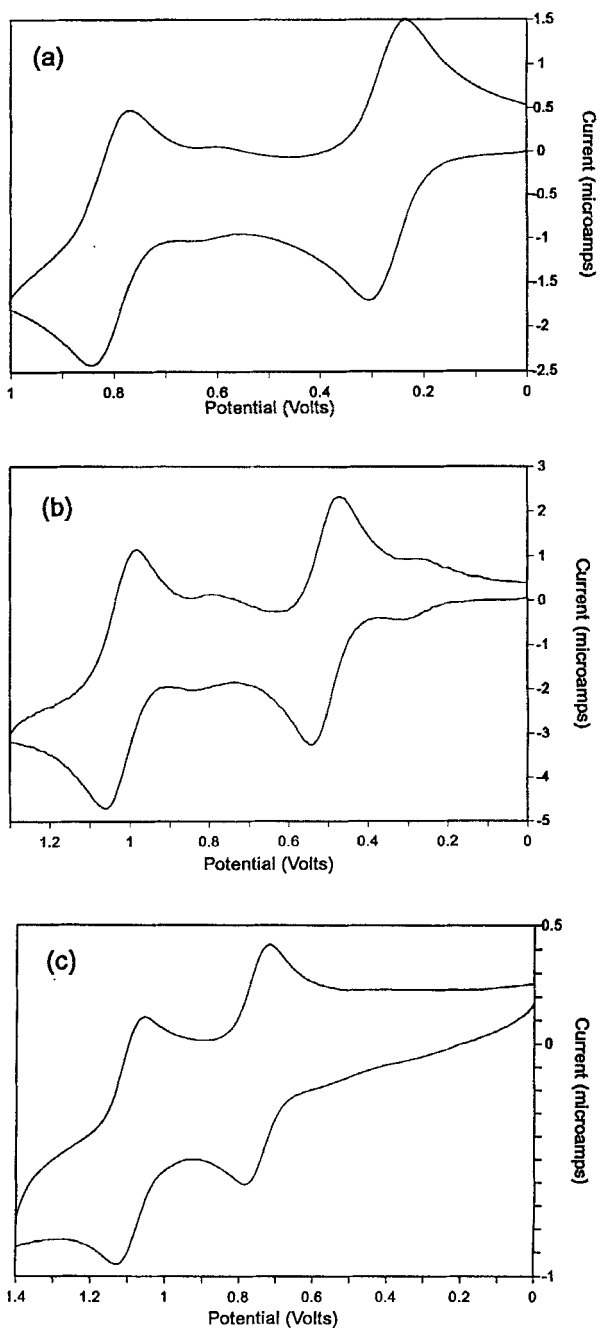 (a)
1.5
1
0.5
0
-0.5
-1
-1.5
-2
-2.5
Current (microamps)
1 0.8 0.6 0.4 0.2 0
Potential (Volts)
(b)
3
2
1
0
-1
-2
-3
-4
-5
Current (microamps)
1.2 1 0.8 0.6 0.4 0.2 0
Potential (Volts)
(c)
0.5
0
-1
Current (microamps)
1.4 1.2 1 0.8 0.6 0.4 0.2 0
Potential (Volts)